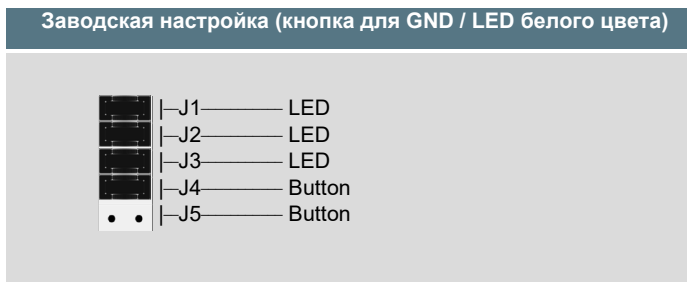 Заводская настройка (кнопка для GND / LED белого цвета)
|—J1———— LED
|—J2———— LED
|—J3———— LED
|—J4———— Button
|—J5———— Button